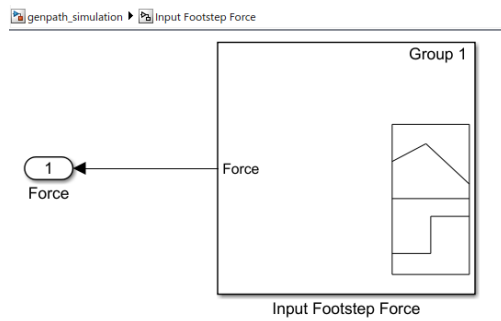 genpath_simulation Input Footstep Force
Group 1
Force
1
Force
Input Footstep Force